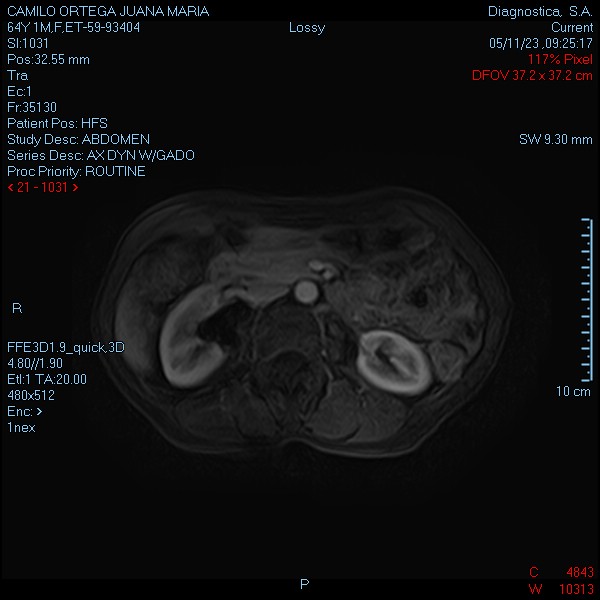 CAMILO ORTEGA JUANA MARIA
64Y 1M,F,ET-59-93404
SI:1031
Pos:32.55 mm
Tra
Ec:1
Fr:35130
Patient Pos: HFS
Study Desc: ABDOMEN
Series Desc: AX DYN W/GADO
Proc Priority: ROUTINE
< 21 - 1031 >
Lossy
Diagnostica, S.A.
Current
05/11/23 ,09:25:17
117% Pixel
DFOV 37.2 x 37.2 cm
SW 9.30 mm
R
FFE3D1.9_quick,3D
4.80//1.90
Etl:1 TA:20.00
480x512
Enc: >
1nex
10 cm
P
C 4843
W 10313